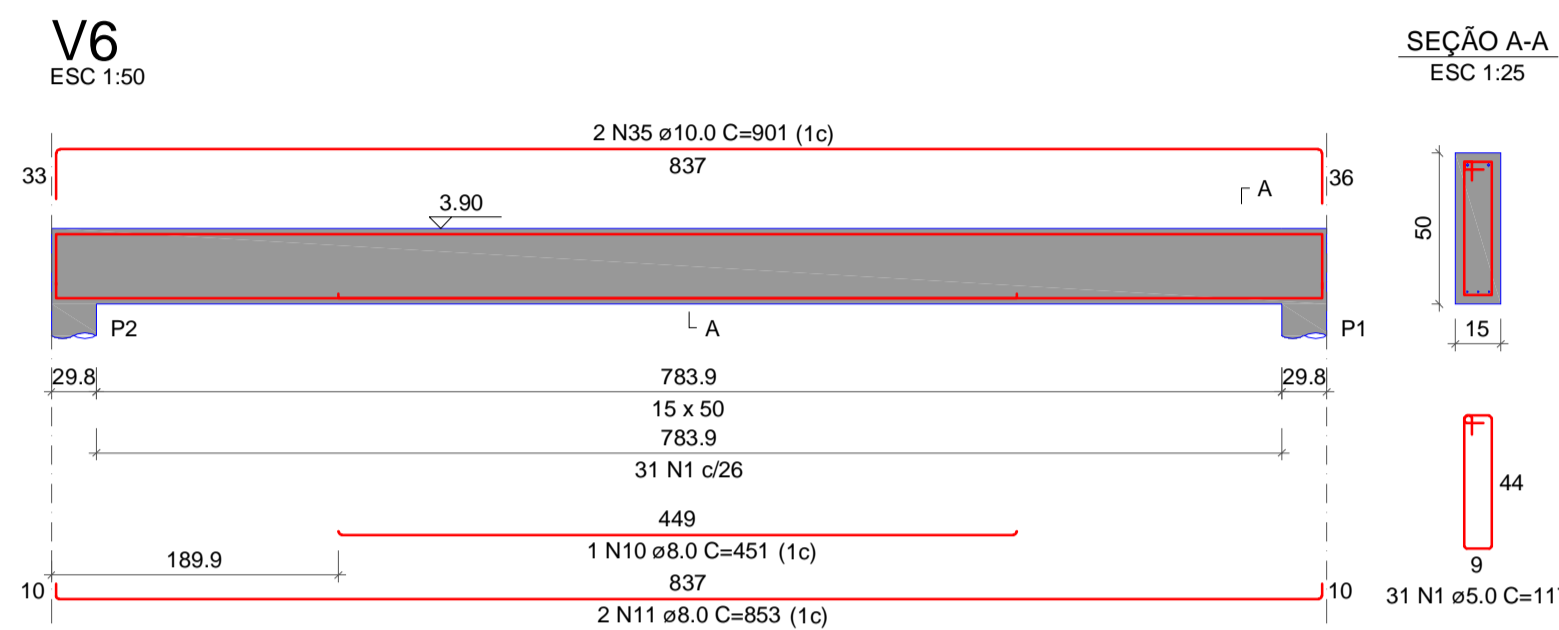 V6
ESC 1:50
SEÇÃO A-A
ESC 1:25
2 N35 ø10.0 C=901 (1c)
837
33
36
A
3.90
50
P2
A
P1
15
29.8
783.9
29.8
15 x 50
783.9
31 N1 c/26
44
449
1 N10 ø8.0 C=451 (1c)
189.9
9
837
10
10
31 N1 ø5.0 C=11
2 N11 ø8.0 C=853 (1c)